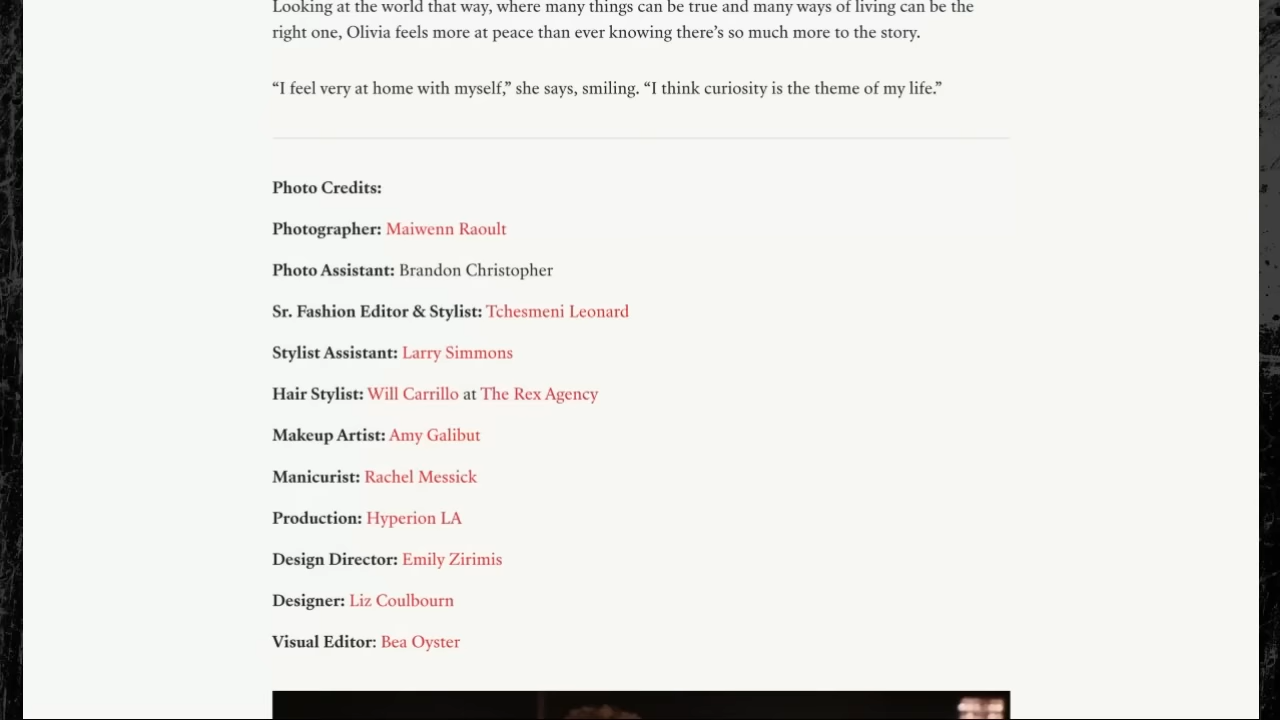 Looking at the world that way, where many things can be true and many ways of living can be the
right one, Olivia feels more at peace than ever knowing there’s so much more to the story.
“I feel very at home with myself,” she says, smiling. “I think curiosity is the theme of my life.”
Photo Credits:
Photographer: Maiwenn Raoult
Photo Assistant: Brandon Christopher
Sr. Fashion Editor & Stylist: Tchesmeni Leonard
Stylist Assistant: Larry Simmons
Hair Stylist: Will Carrillo at The Rex Agency
Makeup Artist: Amy Galibut
Manicurist: Rachel Messick
Production: Hyperion LA
Design Director: Emily Zirimis
Designer: Liz Coulbourn
Visual Editor: Bea Oyster